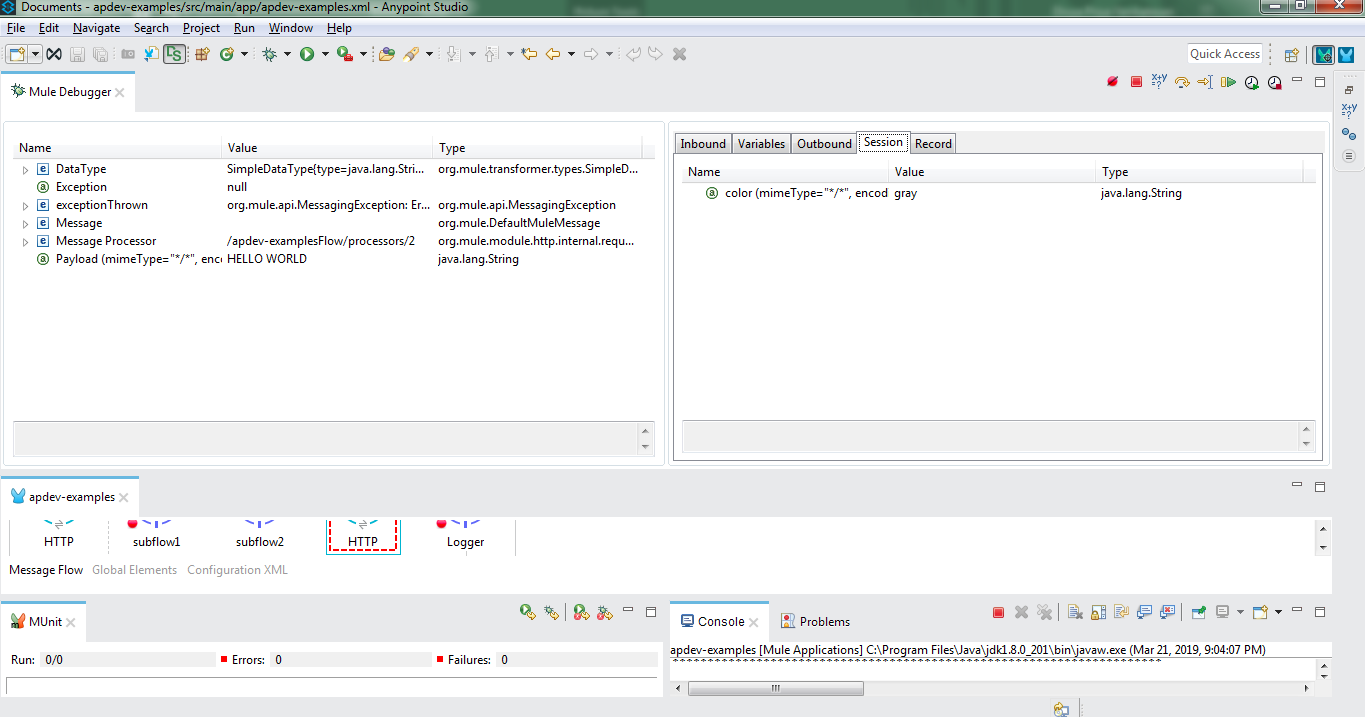 Documents - apdev-examples/src/main/app/apdev-examples.xml - Anypoint Studio
File Edit Navigate Search Project Run Window Help
Quick Access
Mule Debugger
Name Value Type
DataType SimpleDataType{type=java.lang.Stri... org.mule.transformer.types.SimpleD...
Exception null
exceptionThrown org.mule.api.MessagingException: Er... org.mule.api.MessagingException
Message org.mule.DefaultMuleMessage
Message Processor /apdev-examplesFlow/processors/2 org.mule.module.http.internal.requ...
Payload (mimeType="*/*", enco HELLO WORLD java.lang.String
Inbound Variables Outbound Session Record
Name Value Type
color (mimeType="*/*", encod gray java.lang.String
apdev-examples
HTTP subflow1 subflow2 HTTP Logger
Message Flow Global Elements Configuration XML
MUnit
Run: 0/0 Errors: 0 Failures: 0
Console Problems
apdev-examples [Mule Applications] C:\Program Files\Java\jdk1.8.0_201\bin\javaw.exe (Mar 21, 2019, 9:04:07 PM)